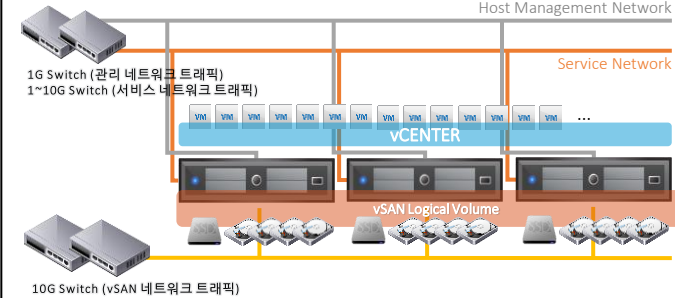 Host Management Network
Service Network
1G Switch (관리 네트워크 트래픽)
1~10G Switch (서비스 네트워크 트래픽)
VM VM VM VM VM VM VM VM VM VM VM VM VM VM ...
vCENTER
vSAN Logical Volume
SSD SSD SSD
10G Switch (vSAN 네트워크 트래픽)